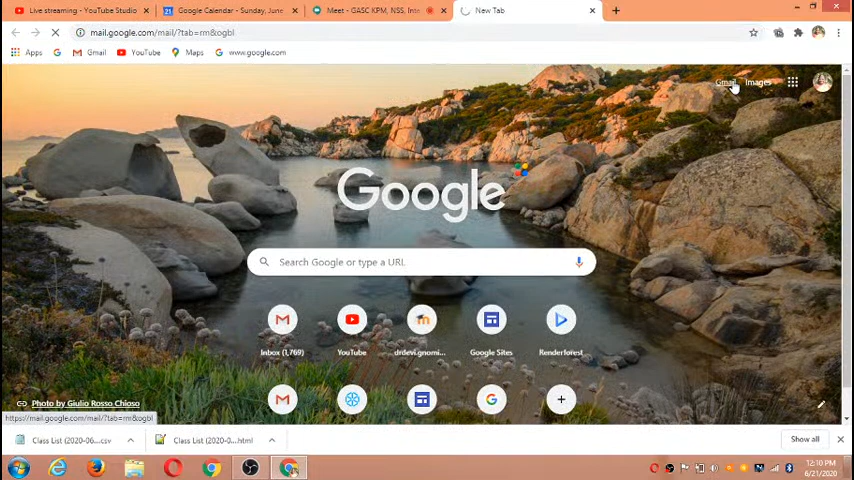 Live streaming - YouTube Studio
Google Calendar - Sunday, June
Meet - GASC KPM, NSS, Inte
New Tab
mail.google.com/mail/?tab=rm&ogbl
Apps
Gmail
YouTube
Maps
www.google.com
Gmail
Images
Google
Search Google or type a URL
Inbox (1,769)
YouTube
drdevi.gnomi...
Google Sites
Renderforest
Photo by Giulio Rosso Chioso
https://mail.google.com/mail/?tab=rm&ogbl
Class List (2020-06....csv
Class List (2020-0....html
Show all
12:10 PM
6/21/2020